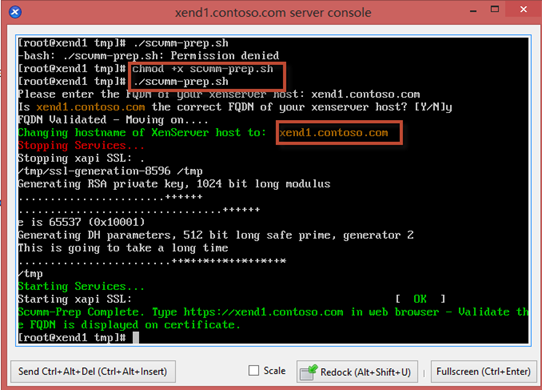 xend1.contoso.com server console
[root@xend1 tmp]# ./scvmm-prep.sh
-bash: ./scvmm-prep.sh: Permission denied
[root@xend1 tmp]# chmod +x scvmm-prep.sh
[root@xend1 tmp]# ./scvmm-prep.sh
Please enter the FQDN of your xenserver host: xend1.contoso.com
Is xend1.contoso.com the correct FQDN of your xenserver host? [Y/N]y
FQDN Validated - Moving on....
Changing hostname of XenServer host to: xend1.contoso.com
Stopping Services...
Stopping xapi SSL: .
/tmp/ssl-generation-8596 /tmp
Generating RSA private key, 1024 bit long modulus
.......................++++++
................................++++++
e is 65537 (0x10001)
Generating DH parameters, 512 bit long safe prime, generator 2
This is going to take a long time
........................++*++*++*++*++*++*
/tmp
Starting Services...
Starting xapi SSL: [ OK ]
Scvmm-Prep Complete. Type https://xend1.contoso.com in web browser - Validate th
e FQDN is displayed on certificate.
[root@xend1 tmp]#
Send Ctrl+Alt+Del (Ctrl+Alt+Insert) Scale Redock (Alt+Shift+U) Fullscreen (Ctrl+Enter)